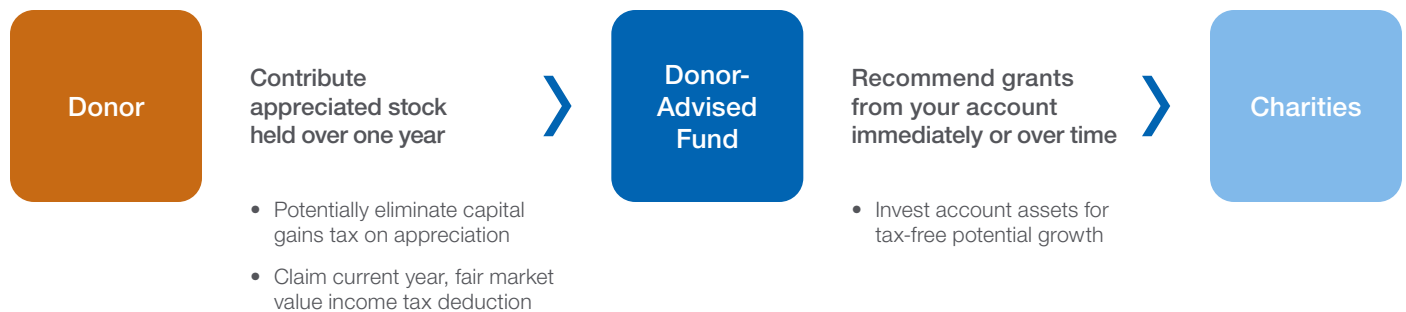 Donor
Contribute
appreciated stock
held over one year
• Potentially eliminate capital
gains tax on appreciation
• Claim current year, fair market
value income tax deduction
Donor-
Advised
Fund
Recommend grants
from your account
immediately or over time
• Invest account assets for
tax-free potential growth
Charities